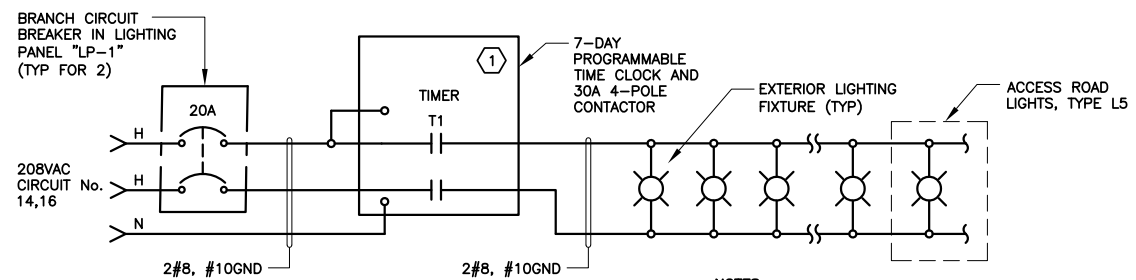 BRANCH CIRCUIT
BREAKER IN LIGHTING
PANEL "LP-1"
(TYP FOR 2)
20A
H
208VAC
CIRCUIT No.
14,16
H
N
2#8, #10GND
1
TIMER
T1
7-DAY
PROGRAMMABLE
TIME CLOCK AND
30A 4-POLE
CONTACTOR
2#8, #10GND
EXTERIOR LIGHTING
FIXTURE (TYP)
ACCESS ROAD
LIGHTS, TYPE L5